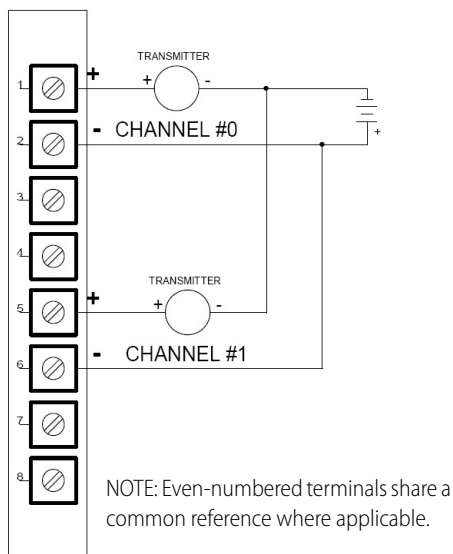 TRANSMITTER
1 + + -
2 - CHANNEL #0 +
3
4
TRANSMITTER
5 + + -
6 - CHANNEL #1
7
8
NOTE: Even-numbered terminals share a
common reference where applicable.